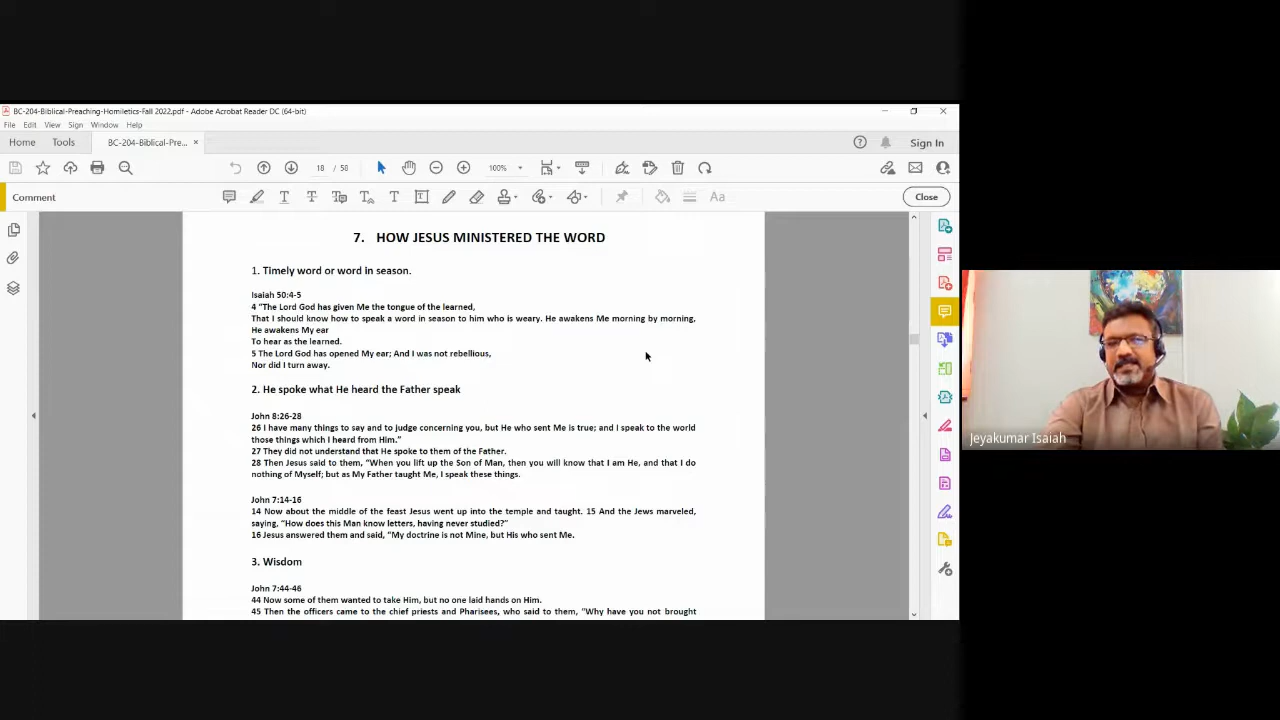 BC-204-Biblical-Preaching-Homiletics-Fall 2022.pdf - Adobe Acrobat Reader DC (64-bit)
File Edit View Sign Window Help
Home Tools BC-204-Biblical-Pre... × Sign In
18 / 58 100%
Comment Aa Close
7. HOW JESUS MINISTERED THE WORD
1. Timely word or word in season.
Isaiah 50:4-5
4 “The Lord God has given Me the tongue of the learned,
That I should know how to speak a word in season to him who is weary. He awakens Me morning by morning,
He awakens My ear
To hear as the learned.
5 The Lord God has opened My ear; And I was not rebellious,
Nor did I turn away.
2. He spoke what He heard the Father speak
John 8:26-28
26 I have many things to say and to judge concerning you, but He who sent Me is true; and I speak to the world
those things which I heard from Him.”
27 They did not understand that He spoke to them of the Father.
28 Then Jesus said to them, “When you lift up the Son of Man, then you will know that I am He, and that I do
nothing of Myself; but as My Father taught Me, I speak these things.
John 7:14-16
14 Now about the middle of the feast Jesus went up into the temple and taught. 15 And the Jews marveled,
saying, “How does this Man know letters, having never studied?”
16 Jesus answered them and said, “My doctrine is not Mine, but His who sent Me.
3. Wisdom
John 7:44-46
44 Now some of them wanted to take Him, but no one laid hands on Him.
45 Then the officers came to the chief priests and Pharisees, who said to them, “Why have you not brought
Jeyakumar Isaiah